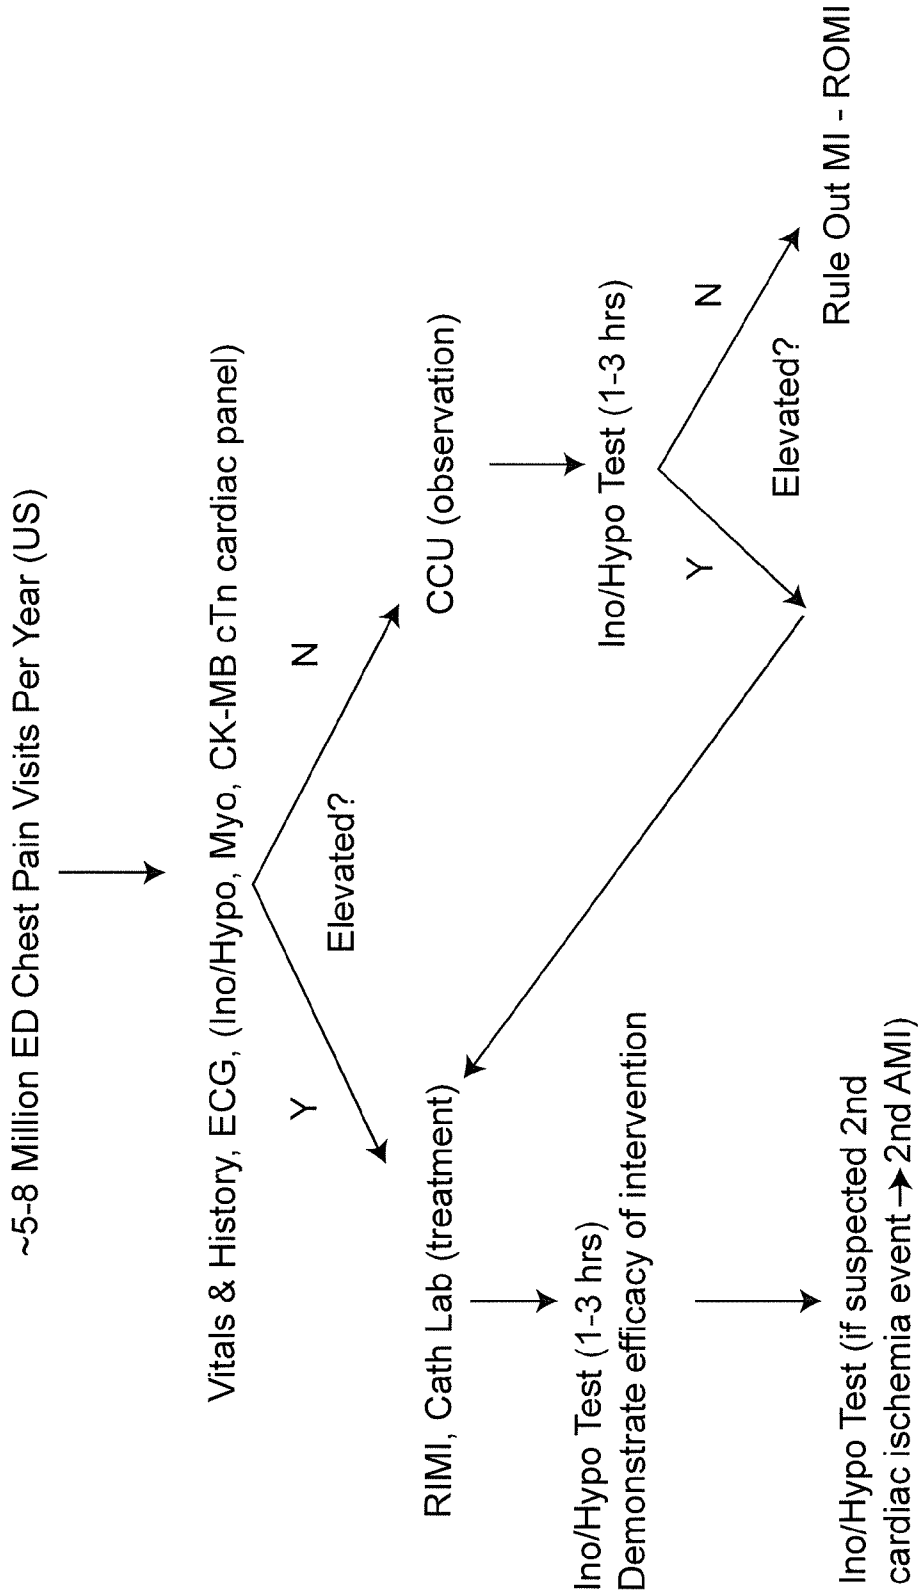 ~5-8 Million ED Chest Pain Visits Per Year (US)
Vitals & History, ECG, (Ino/Hypo, Myo, CK-MB cTn cardiac panel)
Y
Elevated?
N
RIMI, Cath Lab (treatment)
CCU (observation)
Ino/Hypo Test (1-3 hrs)
Demonstrate efficacy of intervention
Ino/Hypo Test (1-3 hrs)
Y
Elevated?
N
Ino/Hypo Test (if suspected 2nd
cardiac ischemia event → 2nd AMI)
Rule Out MI - ROMI